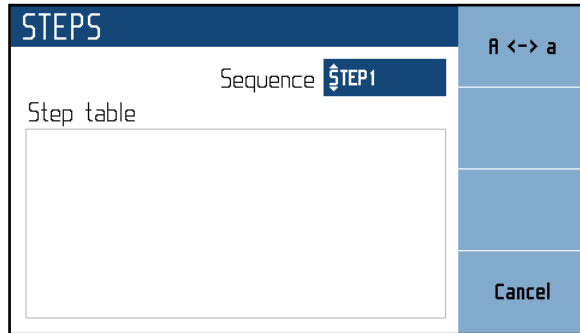 STEPS
A <-> a
Sequence STEP1
Step table
Cancel